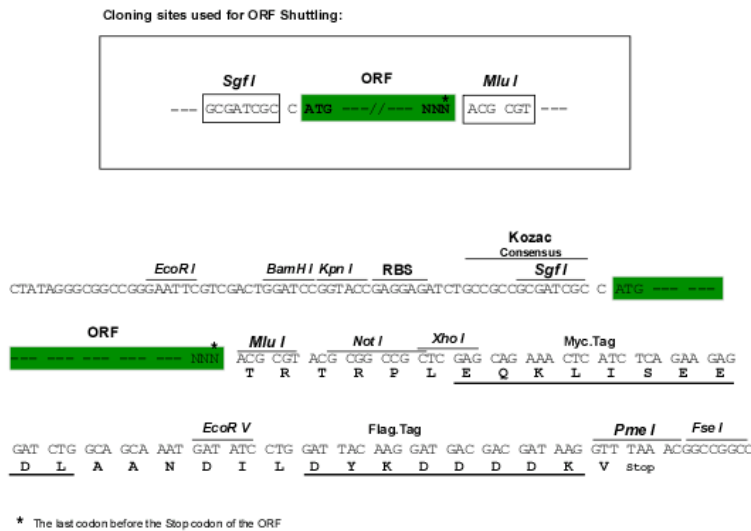 Cloning sites used for ORF Shuttling:
Sgf I ORF Mlu I
--- GCGATCGC C ATG ---//--- NNN* ACG CGT ---
Kozac
Consensus
EcoR I BamH I Kpn I RBS Sgf I
CTATAGGGCGGCCGGGAATTCGTCGACTGGATCCGGTACCGAGGAGATCTGCCGCCGCGATCGC C ATG --- ---
ORF
Mlu I Not I Xho I Myc.Tag
--- --- --- --- --- --- NNN* ACG CGT ACG CGG CCG CTC GAG CAG AAA CTC ATC TCA GAA GAG
T R T R P L E Q K L I S E E
EcoR V Flag.Tag Pme I Fse I
GAT CTG GCA GCA AAT GAT ATC CTG GAT TAC AAG GAT GAC GAC GAT AAG GTT TAA ACGGCCGGCC
D L A A N D I L D Y K D D D D K V Stop
* The last codon before the Stop codon of the ORF